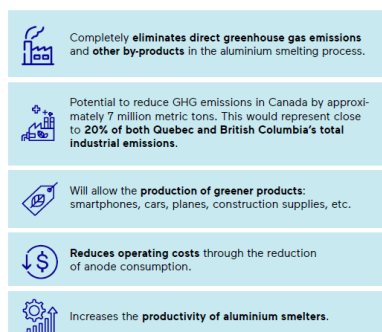 Completely eliminates direct greenhouse gas emissions
and other by-products in the aluminium smelting process.
Potential to reduce GHG emissions in Canada by approxi-
mately 7 million metric tons. This would represent close
to 20% of both Quebec and British Columbia's total
industrial emissions.
Will allow the production of greener products:
smartphones, cars, planes, construction supplies, etc.
$
Reduces operating costs through the reduction
of anode consumption.
Increases the productivity of aluminium smelters.